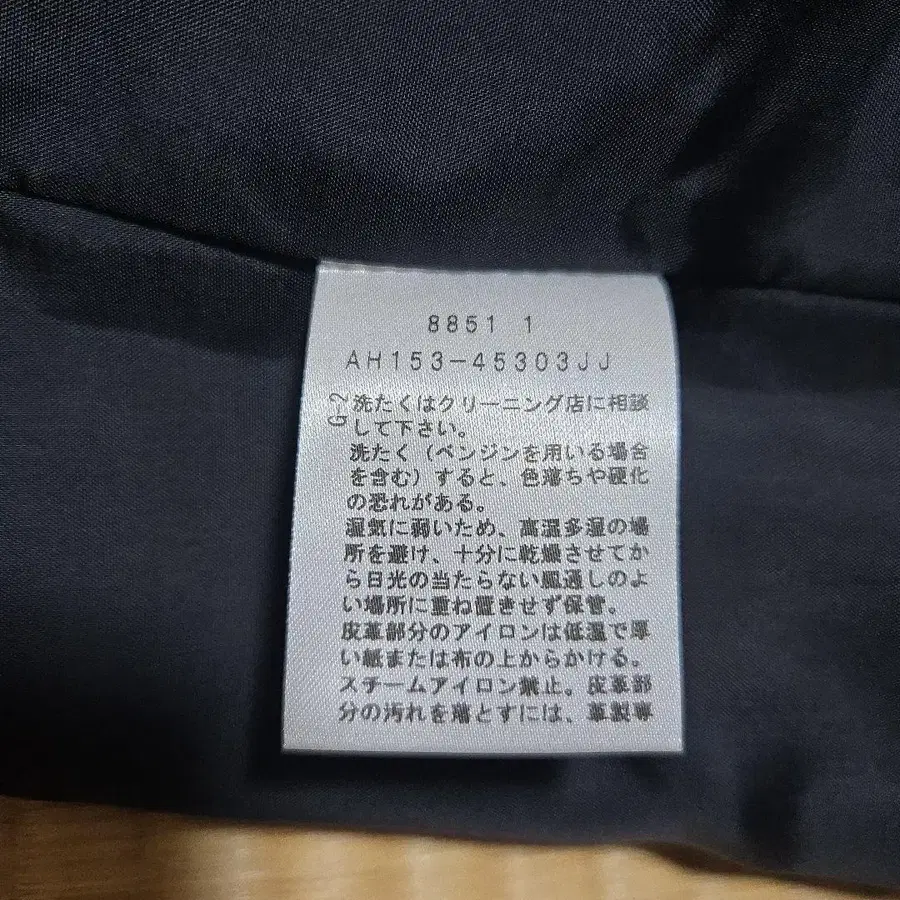 8851 1
AH153-45303JJ
G-2
洗たくはクリーニング店に相談
して下さい。
洗たく（ベンジンを用いる場合
を含む）すると、色落ちや硬化
の恐れがある。
湿気に弱いため、高温多湿の場
所を避け、十分に乾燥させてか
ら日光の当たらない風通しのよ
い場所に重ね置きせず保管。
皮革部分のアイロンは低温で厚
い紙または布の上からかける。
スチームアイロン禁止。皮革部
分の汚れを落とすには、革製専